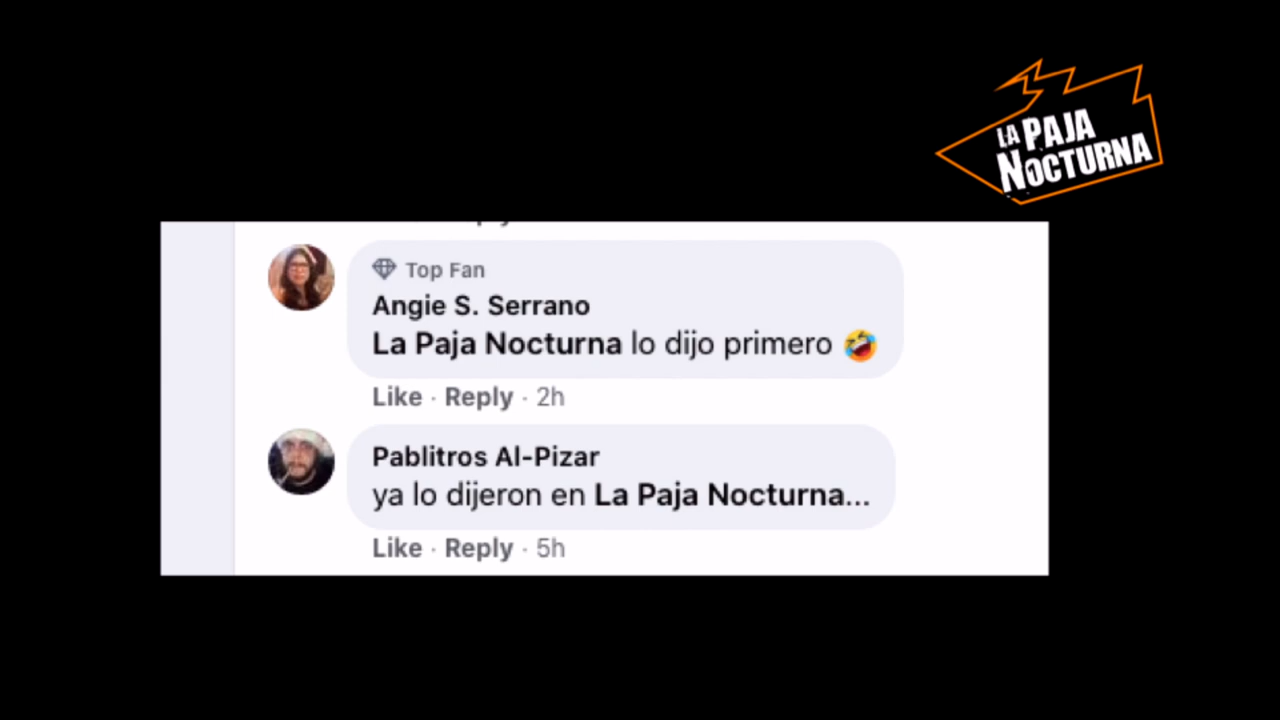 LA PAJA
NOCTURNA
Top Fan
Angie S. Serrano
La Paja Nocturna lo dijo primero 🤣
Like · Reply · 2h
Pablitros Al-Pizar
ya lo dijeron en La Paja Nocturna...
Like · Reply · 5h